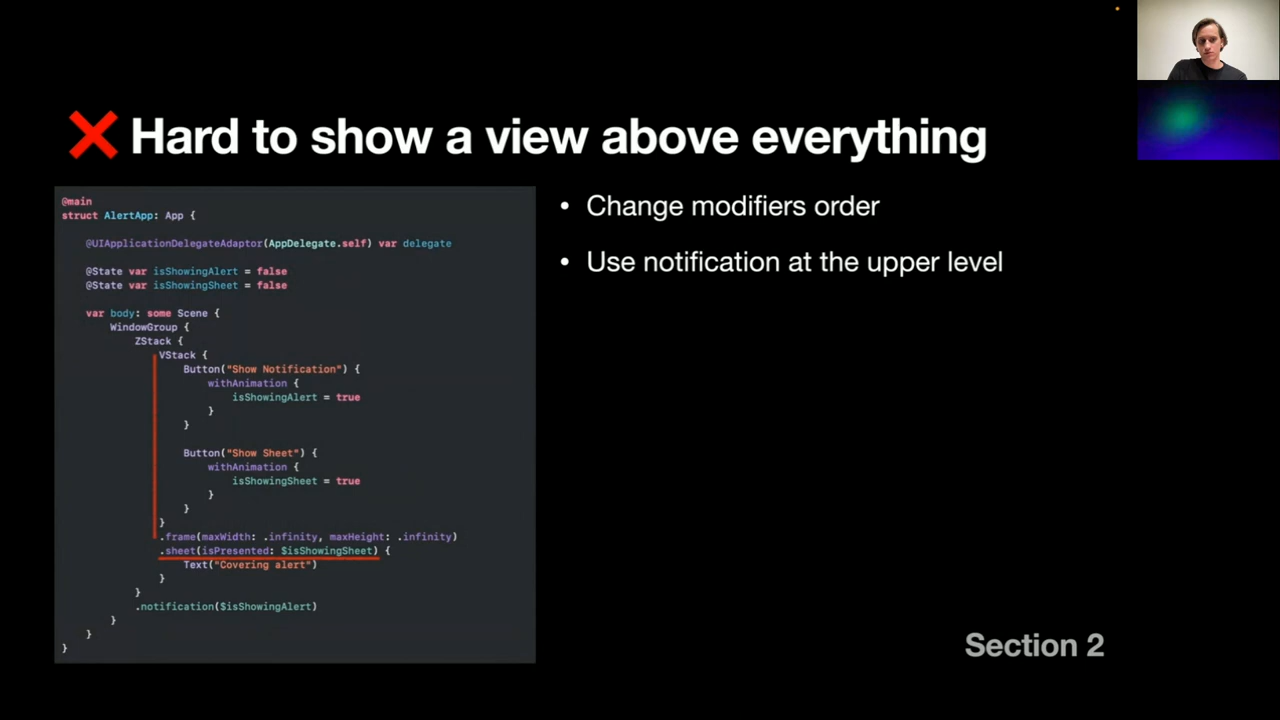 ❌ Hard to show a view above everything
@main
struct AlertApp: App {
@UIApplicationDelegateAdaptor(AppDelegate.self) var delegate
@State var isShowingAlert = false
@State var isShowingSheet = false
var body: some Scene {
WindowGroup {
ZStack {
VStack {
Button("Show Notification") {
withAnimation {
isShowingAlert = true
}
}
Button("Show Sheet") {
withAnimation {
isShowingSheet = true
}
}
}
.frame(maxWidth: .infinity, maxHeight: .infinity)
.sheet(isPresented: $isShowingSheet) {
Text("Covering alert")
}
}
.notification($isShowingAlert)
}
}
}
• Change modifiers order
• Use notification at the upper level
Section 2